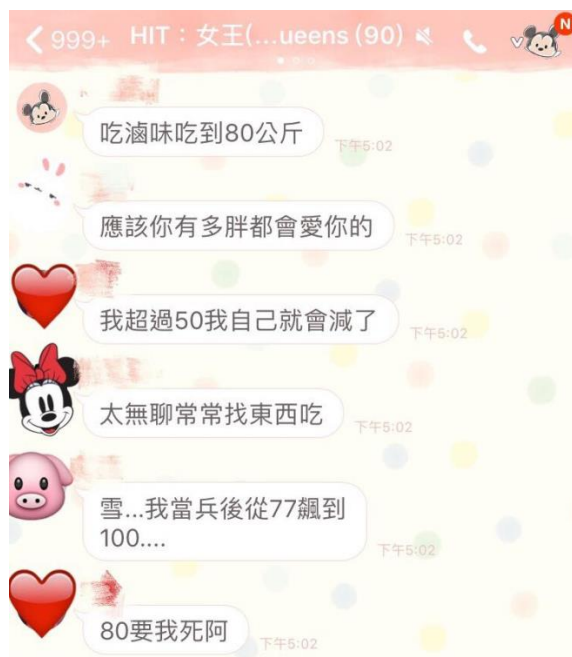 999+ HIT：女王(...ueens (90)
N
吃滷味吃到80公斤
下午5:02
應該你有多胖都會愛你的
下午5:02
我超過50我自己就會減了
下午5:02
太無聊常常找東西吃
下午5:02
雪...我當兵後從77飆到
100....
下午5:02
80要我死阿
下午5:02